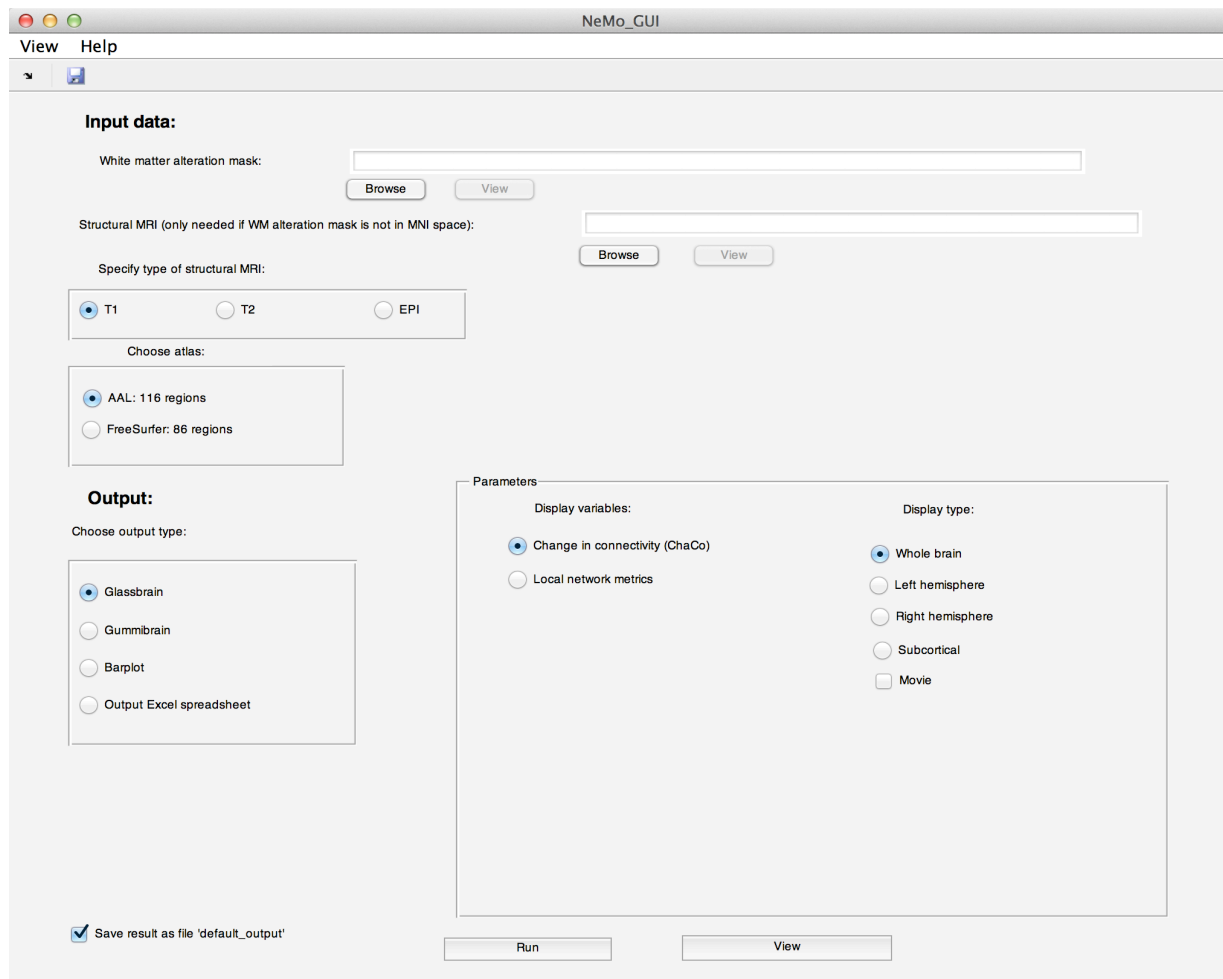 NeMo_GUI
View Help
Input data:
White matter alteration mask:
Browse View
Structural MRI (only needed if WM alteration mask is not in MNI space):
Browse View
Specify type of structural MRI:
T1 T2 EPI
Choose atlas:
AAL: 116 regions
FreeSurfer: 86 regions
Output:
Choose output type:
Glassbrain
Gummibrain
Barplot
Output Excel spreadsheet
Parameters
Display variables:
Change in connectivity (ChaCo)
Local network metrics
Display type:
Whole brain
Left hemisphere
Right hemisphere
Subcortical
Movie
Save result as file 'default_output'
Run View